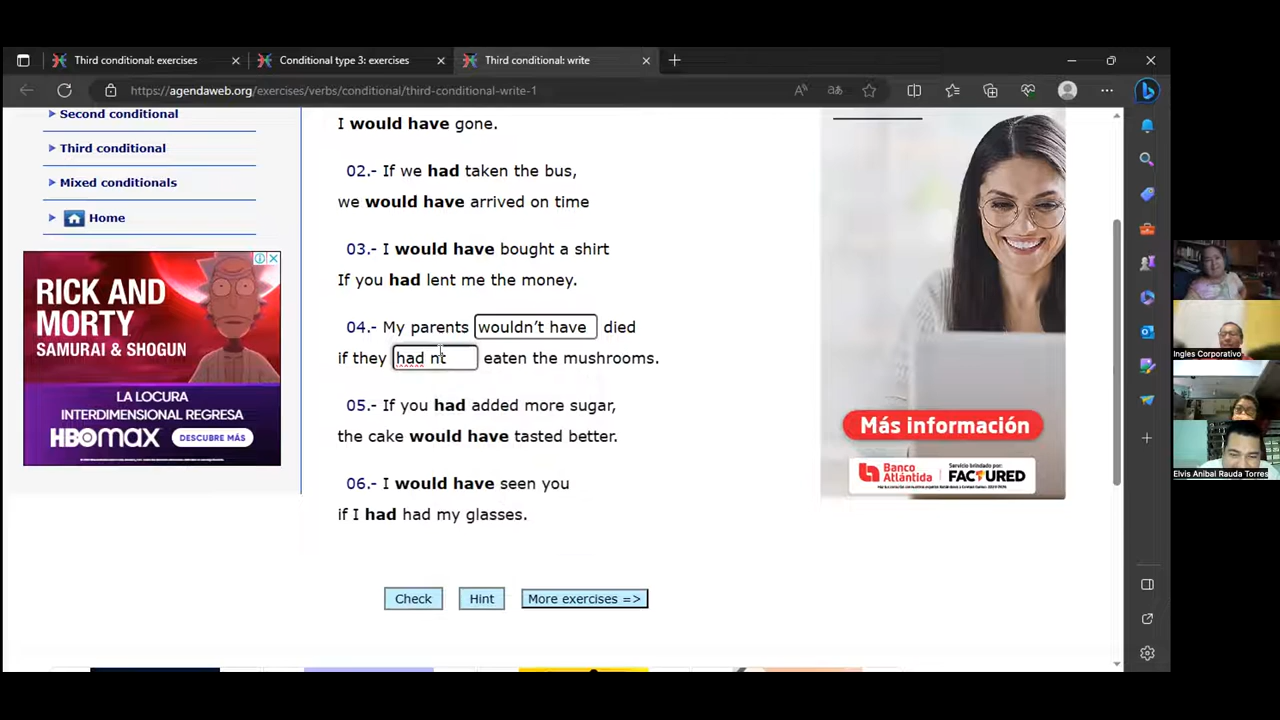 Third conditional: exercises
Conditional type 3: exercises
Third conditional: write
https://agendaweb.org/exercises/verbs/conditional/third-conditional-write-1
Second conditional
Third conditional
Mixed conditionals
Home
RICK AND
MORTY
SAMURAI & SHOGUN
LA LOCURA
INTERDIMENSIONAL REGRESA
HBOMAX
DESCUBRE MÁS
I would have gone.
02.- If we had taken the bus,
we would have arrived on time
03.- I would have bought a shirt
If you had lent me the money.
04.- My parents wouldn't have died
if they had nt eaten the mushrooms.
05.- If you had added more sugar,
the cake would have tasted better.
06.- I would have seen you
if I had had my glasses.
Check
Hint
More exercises =>
Más información
Banco
Atlántida
Servicio brindado por:
FACTURED
Ingles Corporativo
Elvis Anibal Rauda Torres